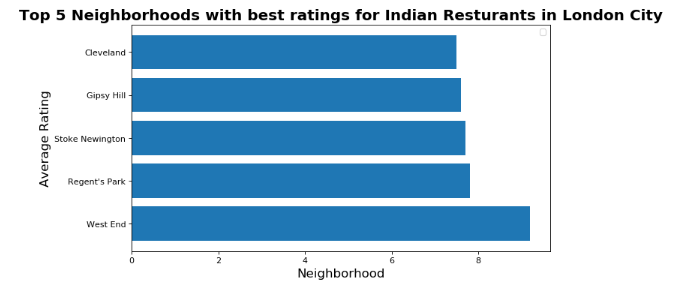 Top 5 Neighborhoods with best ratings for Indian Resturants in London City
Cleveland
Gipsy Hill
Stoke Newington
Regent's Park
West End
Average Rating
0 2 4 6 8
Neighborhood